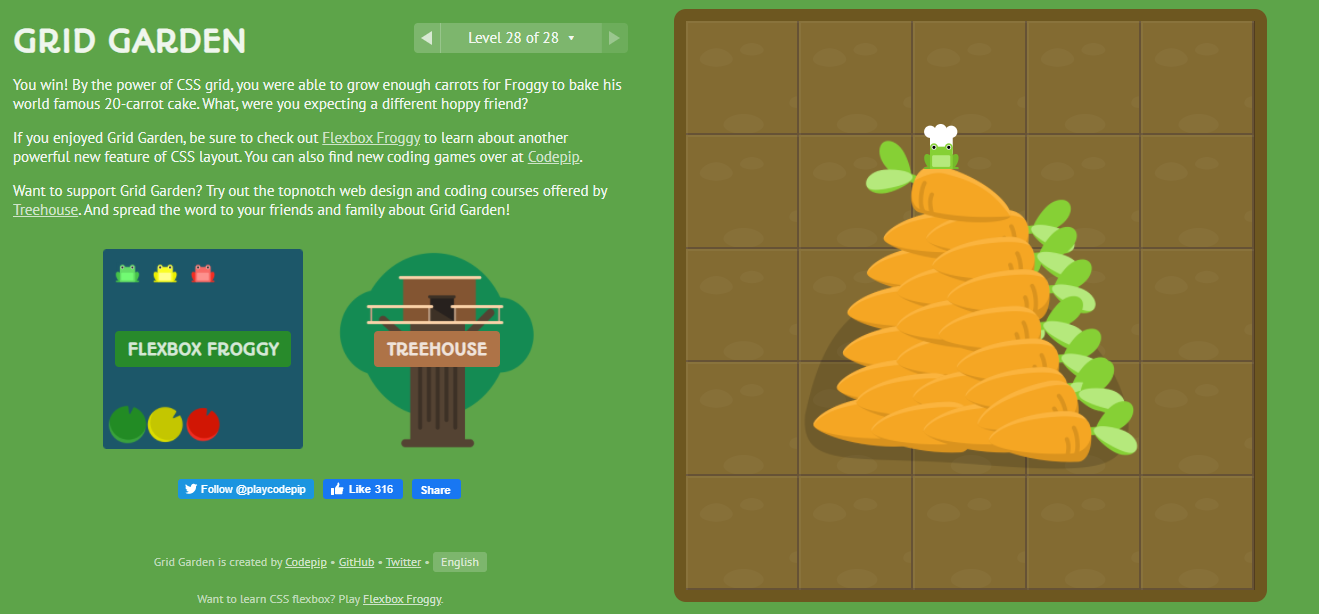 GRID GARDEN
Level 28 of 28
You win! By the power of CSS grid, you were able to grow enough carrots for Froggy to bake his
world famous 20-carrot cake. What, were you expecting a different hoppy friend?
If you enjoyed Grid Garden, be sure to check out Flexbox Froggy to learn about another
powerful new feature of CSS layout. You can also find new coding games over at Codepip.
Want to support Grid Garden? Try out the topnotch web design and coding courses offered by
Treehouse. And spread the word to your friends and family about Grid Garden!
FLEXBOX FROGGY
TREEHOUSE
Follow @playcodepip
Like 316
Share
Grid Garden is created by Codepip • GitHub • Twitter • English
Want to learn CSS flexbox? Play Flexbox Froggy.